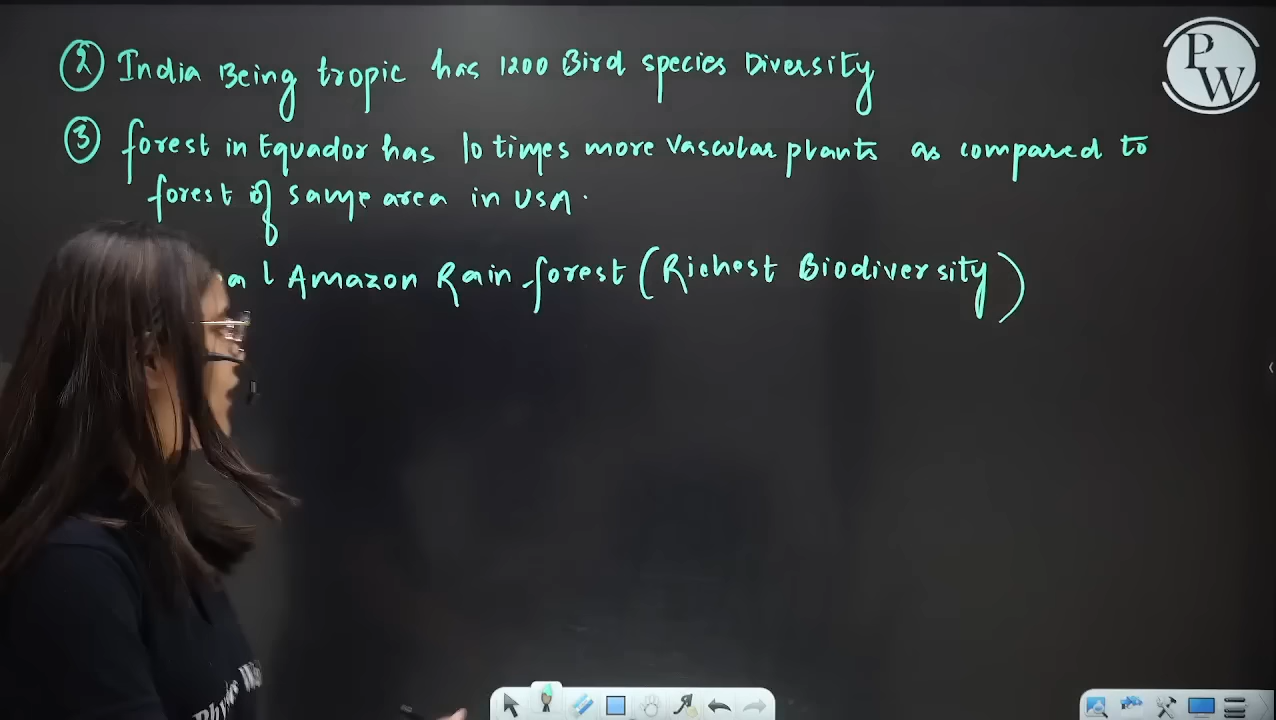 ② India Being tropic has 1200 Bird species Diversity
③ forest in Equador has 10 times more vascular plants as compared to
forest of same area in USA.
Amazon Rain forest (Richest Biodiversity)
PW